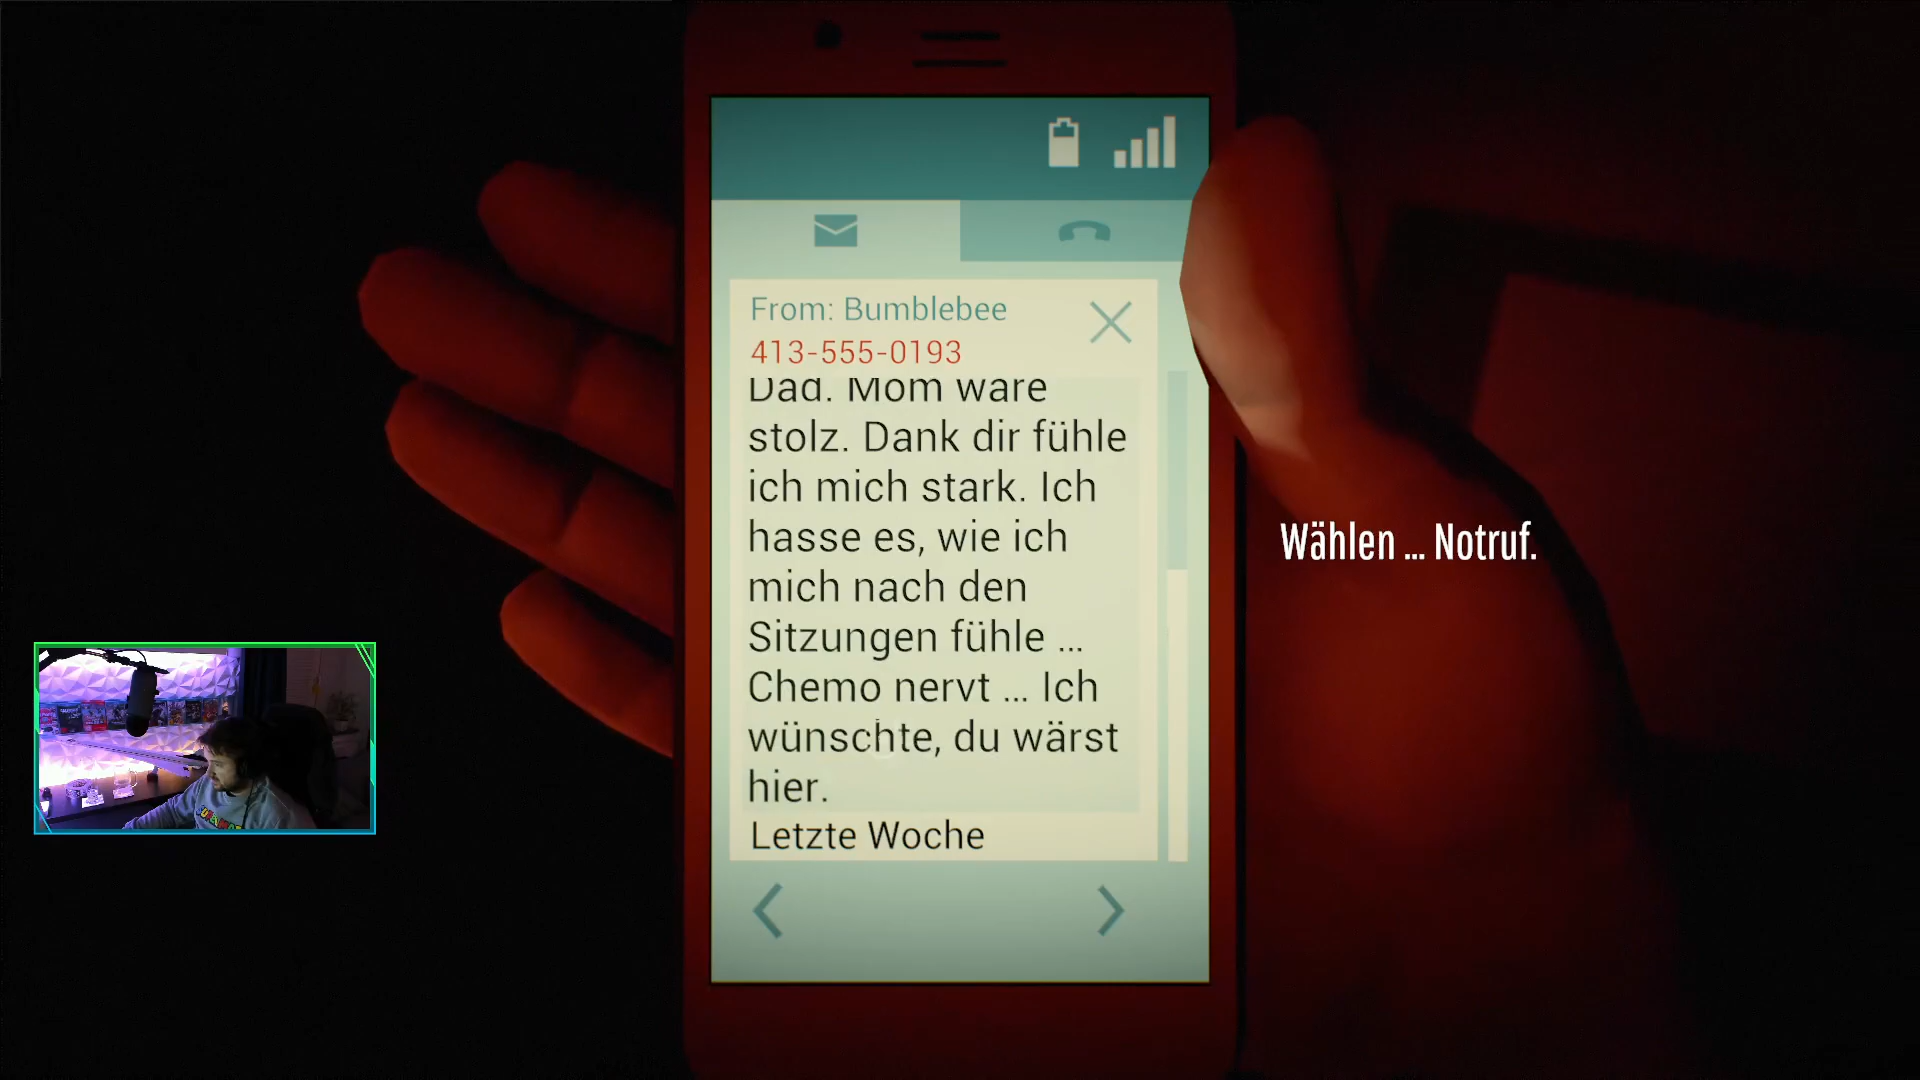 From: Bumblebee
413-555-0193
Dad. Mom ware
stolz. Dank dir fühle
ich mich stark. Ich
hasse es, wie ich
mich nach den
Sitzungen fühle ...
Chemo nervt ... Ich
wünschte, du wärst
hier.
Letzte Woche
Wählen ... Notruf.